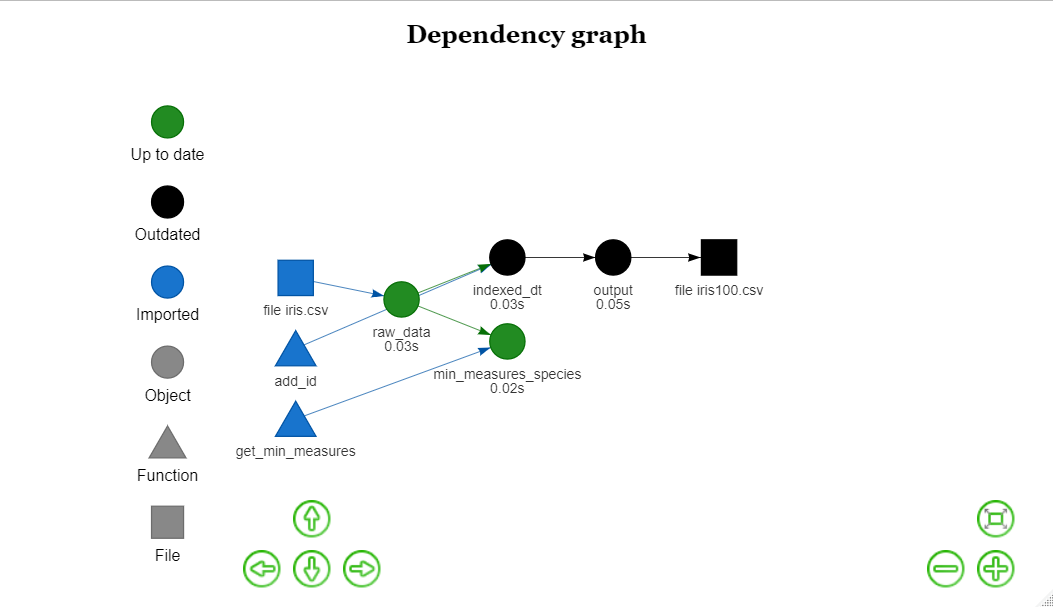 Dependency graph
Up to date
Outdated
Imported
Object
Function
File
file iris.csv
add_id
get_min_measures
raw_data
0.03s
indexed_dt
0.03s
min_measures_species
0.02s
output
0.05s
file iris100.csv